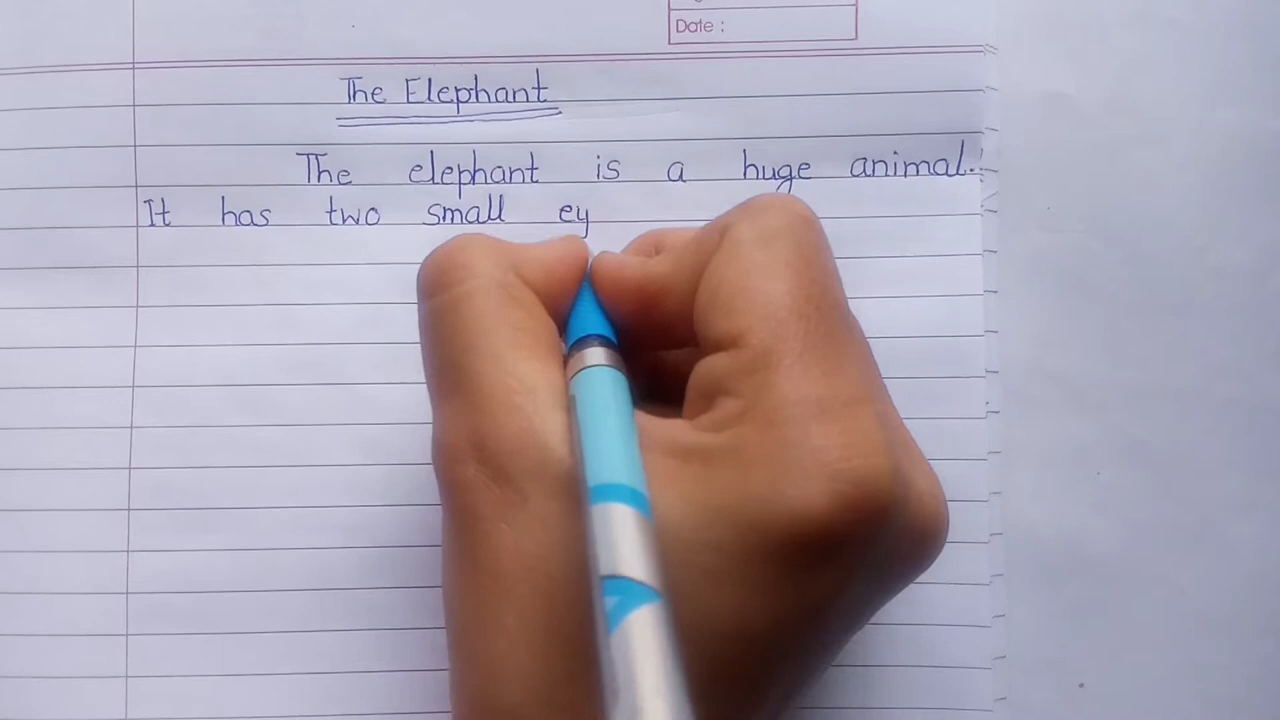 Date :
The Elephant
The elephant is a huge animal.
It has two small ey